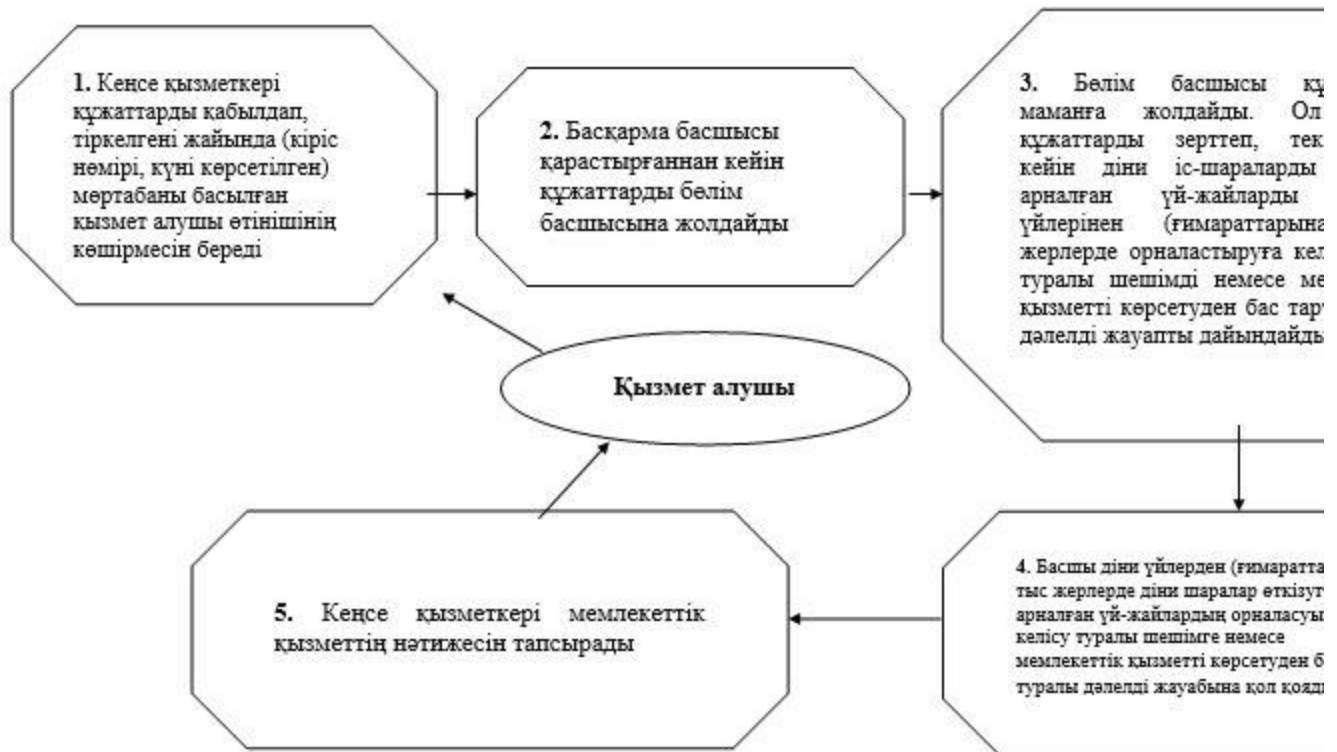 1. Кеңсе қызметкері
құжаттарды қабылдап,
тіркелгені жайында (кіріс
нөмірі, күні көрсетілген)
мөртабаны басылған
қызмет алушы өтінішінің
көшірмесін береді
2. Басқарма басшысы
қарастырғаннан кейін
құжаттарды бөлім
басшысына жолдайды
3. Бөлім басшысы
маманға жолдайды. Ол
құжаттарды зерттеп,
кейін діни іс-шараларды
арналған үй-жайларды
үйлерінен
жерлерде орналастыруға
туралы шешімді немесе
қызметті көрсетуден бас
дәлелді жауапты
Қызмет алушы
4. Басшы діни үйлерден
тыс жерлерде діни шаралар
арналған үй-жайлардың
келісу туралы шешімге немесе
мемлекеттік қызметті көрсетуден
туралы дәлелді жауабына қол
5. Кеңсе қызметкері мемлекеттік
қызметтің нәтижесін тапсырады